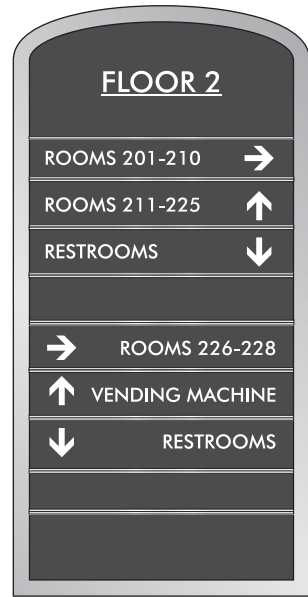 FLOOR 2
ROOMS 201-210
ROOMS 211-225
RESTROOMS
ROOMS 226-228
VENDING MACHINE
RESTROOMS